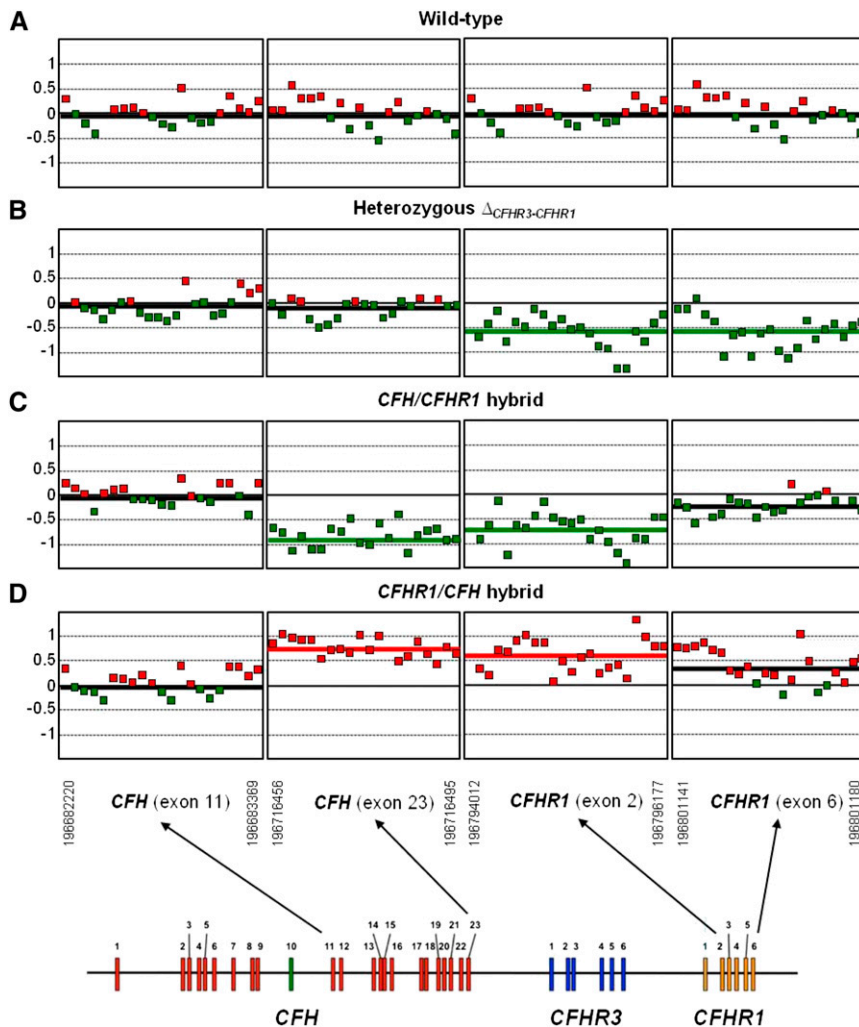 A
Wild-type
1
0.5
0
-0.5
-1
B
Heterozygous ΔCFHR3-CFHR1
1
0.5
0
-0.5
-1
C
CFH/CFHR1 hybrid
1
0.5
0
-0.5
-1
D
CFHR1/CFH hybrid
1
0.5
0
-0.5
-1
196682220
CFH (exon 11)
196683369
196716456
CFH (exon 23)
196716495
196794012
CFHR1 (exon 2)
196796177
196801141
CFHR1 (exon 6)
196801180
3 5 14 15 19 21 3 5
1 2 4 6 7 8 9 10 11 12 13 16 17 18 20 22 23 1 2 3 4 5 6 1 2 4 6
CFH CFHR3 CFHR1